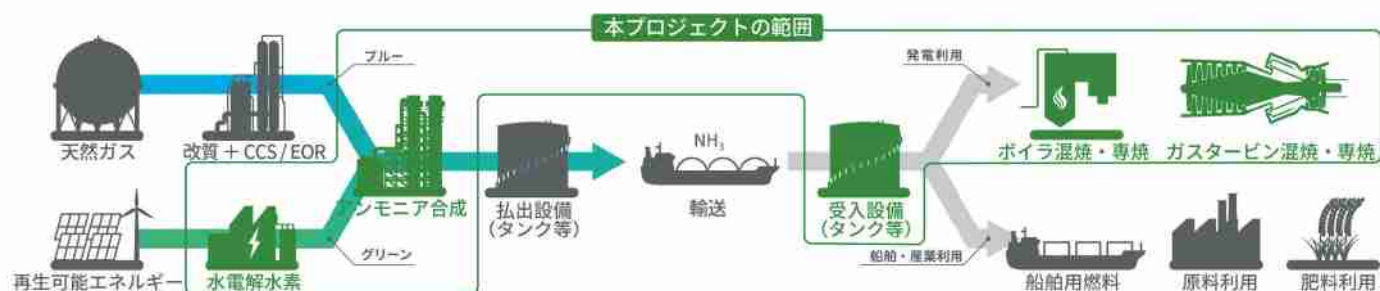 本プロジェクトの範囲
ブルー
発電利用
天然ガス
改質 + CCS / EOR
NH₃
ボイラ混焼・専焼
ガスタービン混焼・専焼
アンモニア合成
払出設備
(タンク等)
輸送
受入設備
(タンク等)
グリーン
船舶・産業利用
再生可能エネルギー
水電解水素
船舶用燃料
原料利用
肥料利用